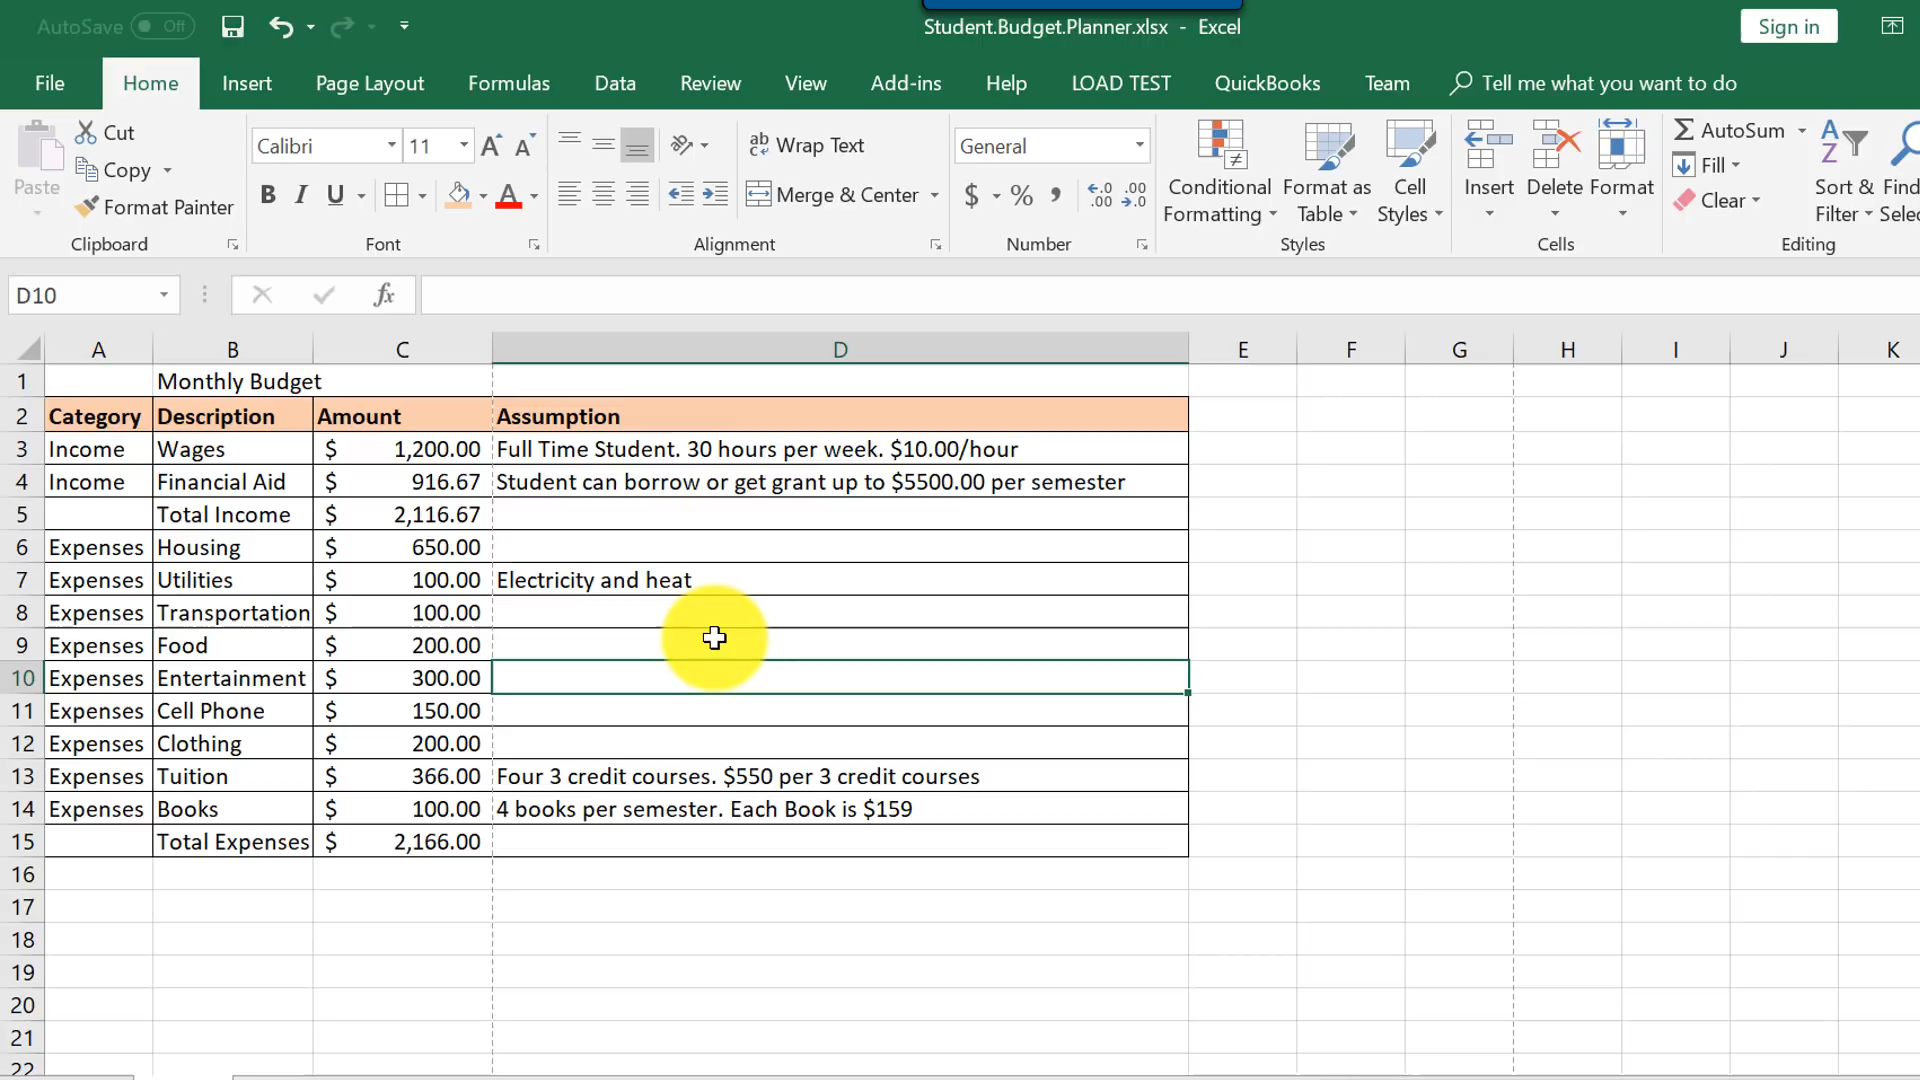 AutoSave Off
Student.Budget.Planner.xlsx - Excel
Sign in
File Home Insert Page Layout Formulas Data Review View Add-ins Help LOAD TEST QuickBooks Team Tell me what you want to do
Paste
Cut
Copy
Format Painter
Clipboard
Calibri 11
B I U A
Font
Wrap Text
Merge & Center
Alignment
General
$ % ,
Number
Conditional Formatting
Format as Table
Cell Styles
Styles
Insert
Delete
Format
Cells
AutoSum
Fill
Clear
Sort & Filter
Find
Selec
Editing
D10 fx
A B C D E F G H I J K
1 Monthly Budget
2 Category Description Amount Assumption
3 Income Wages $ 1,200.00 Full Time Student. 30 hours per week. $10.00/hour
4 Income Financial Aid $ 916.67 Student can borrow or get grant up to $5500.00 per semester
5 Total Income $ 2,116.67
6 Expenses Housing $ 650.00
7 Expenses Utilities $ 100.00 Electricity and heat
8 Expenses Transportation $ 100.00
9 Expenses Food $ 200.00
10 Expenses Entertainment $ 300.00
11 Expenses Cell Phone $ 150.00
12 Expenses Clothing $ 200.00
13 Expenses Tuition $ 366.00 Four 3 credit courses. $550 per 3 credit courses
14 Expenses Books $ 100.00 4 books per semester. Each Book is $159
15 Total Expenses $ 2,166.00
16
17
18
19
20
21
22